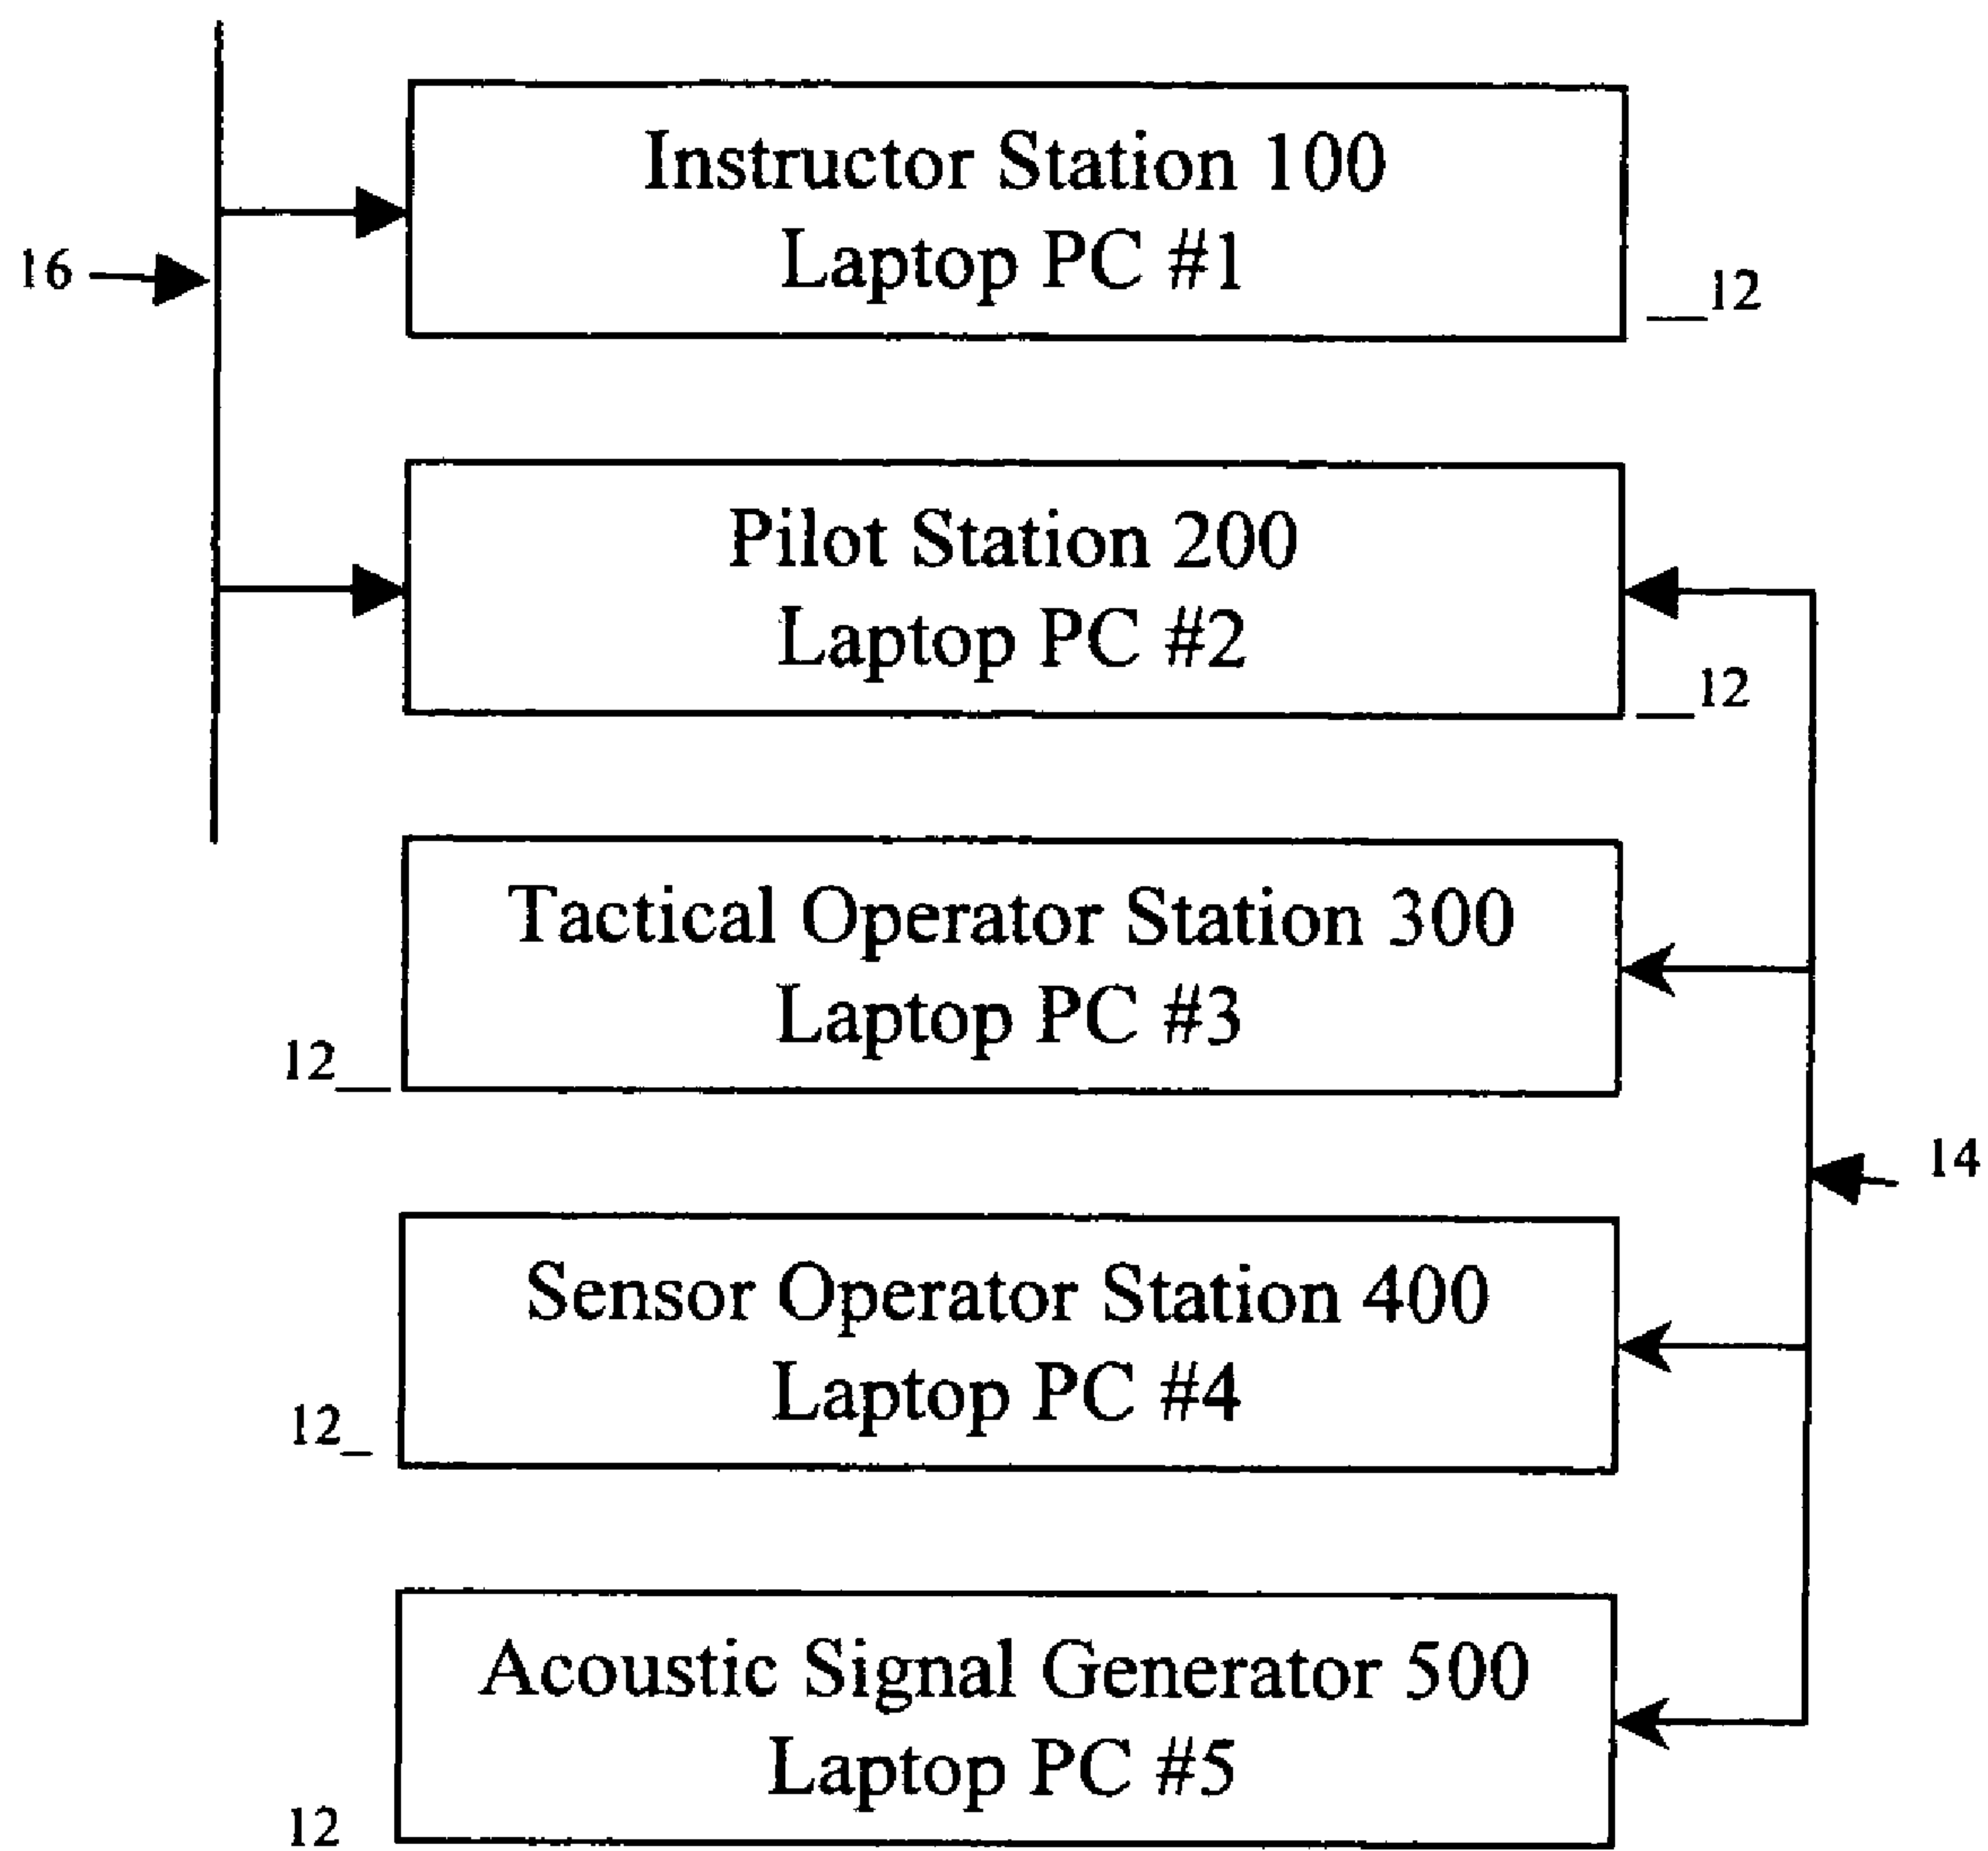 Instructor Station 100
Laptop PC #1
16
12
Pilot Station 200
Laptop PC #2
12
Tactical Operator Station 300
Laptop PC #3
12
14
Sensor Operator Station 400
Laptop PC #4
12
Acoustic Signal Generator 500
Laptop PC #5
12